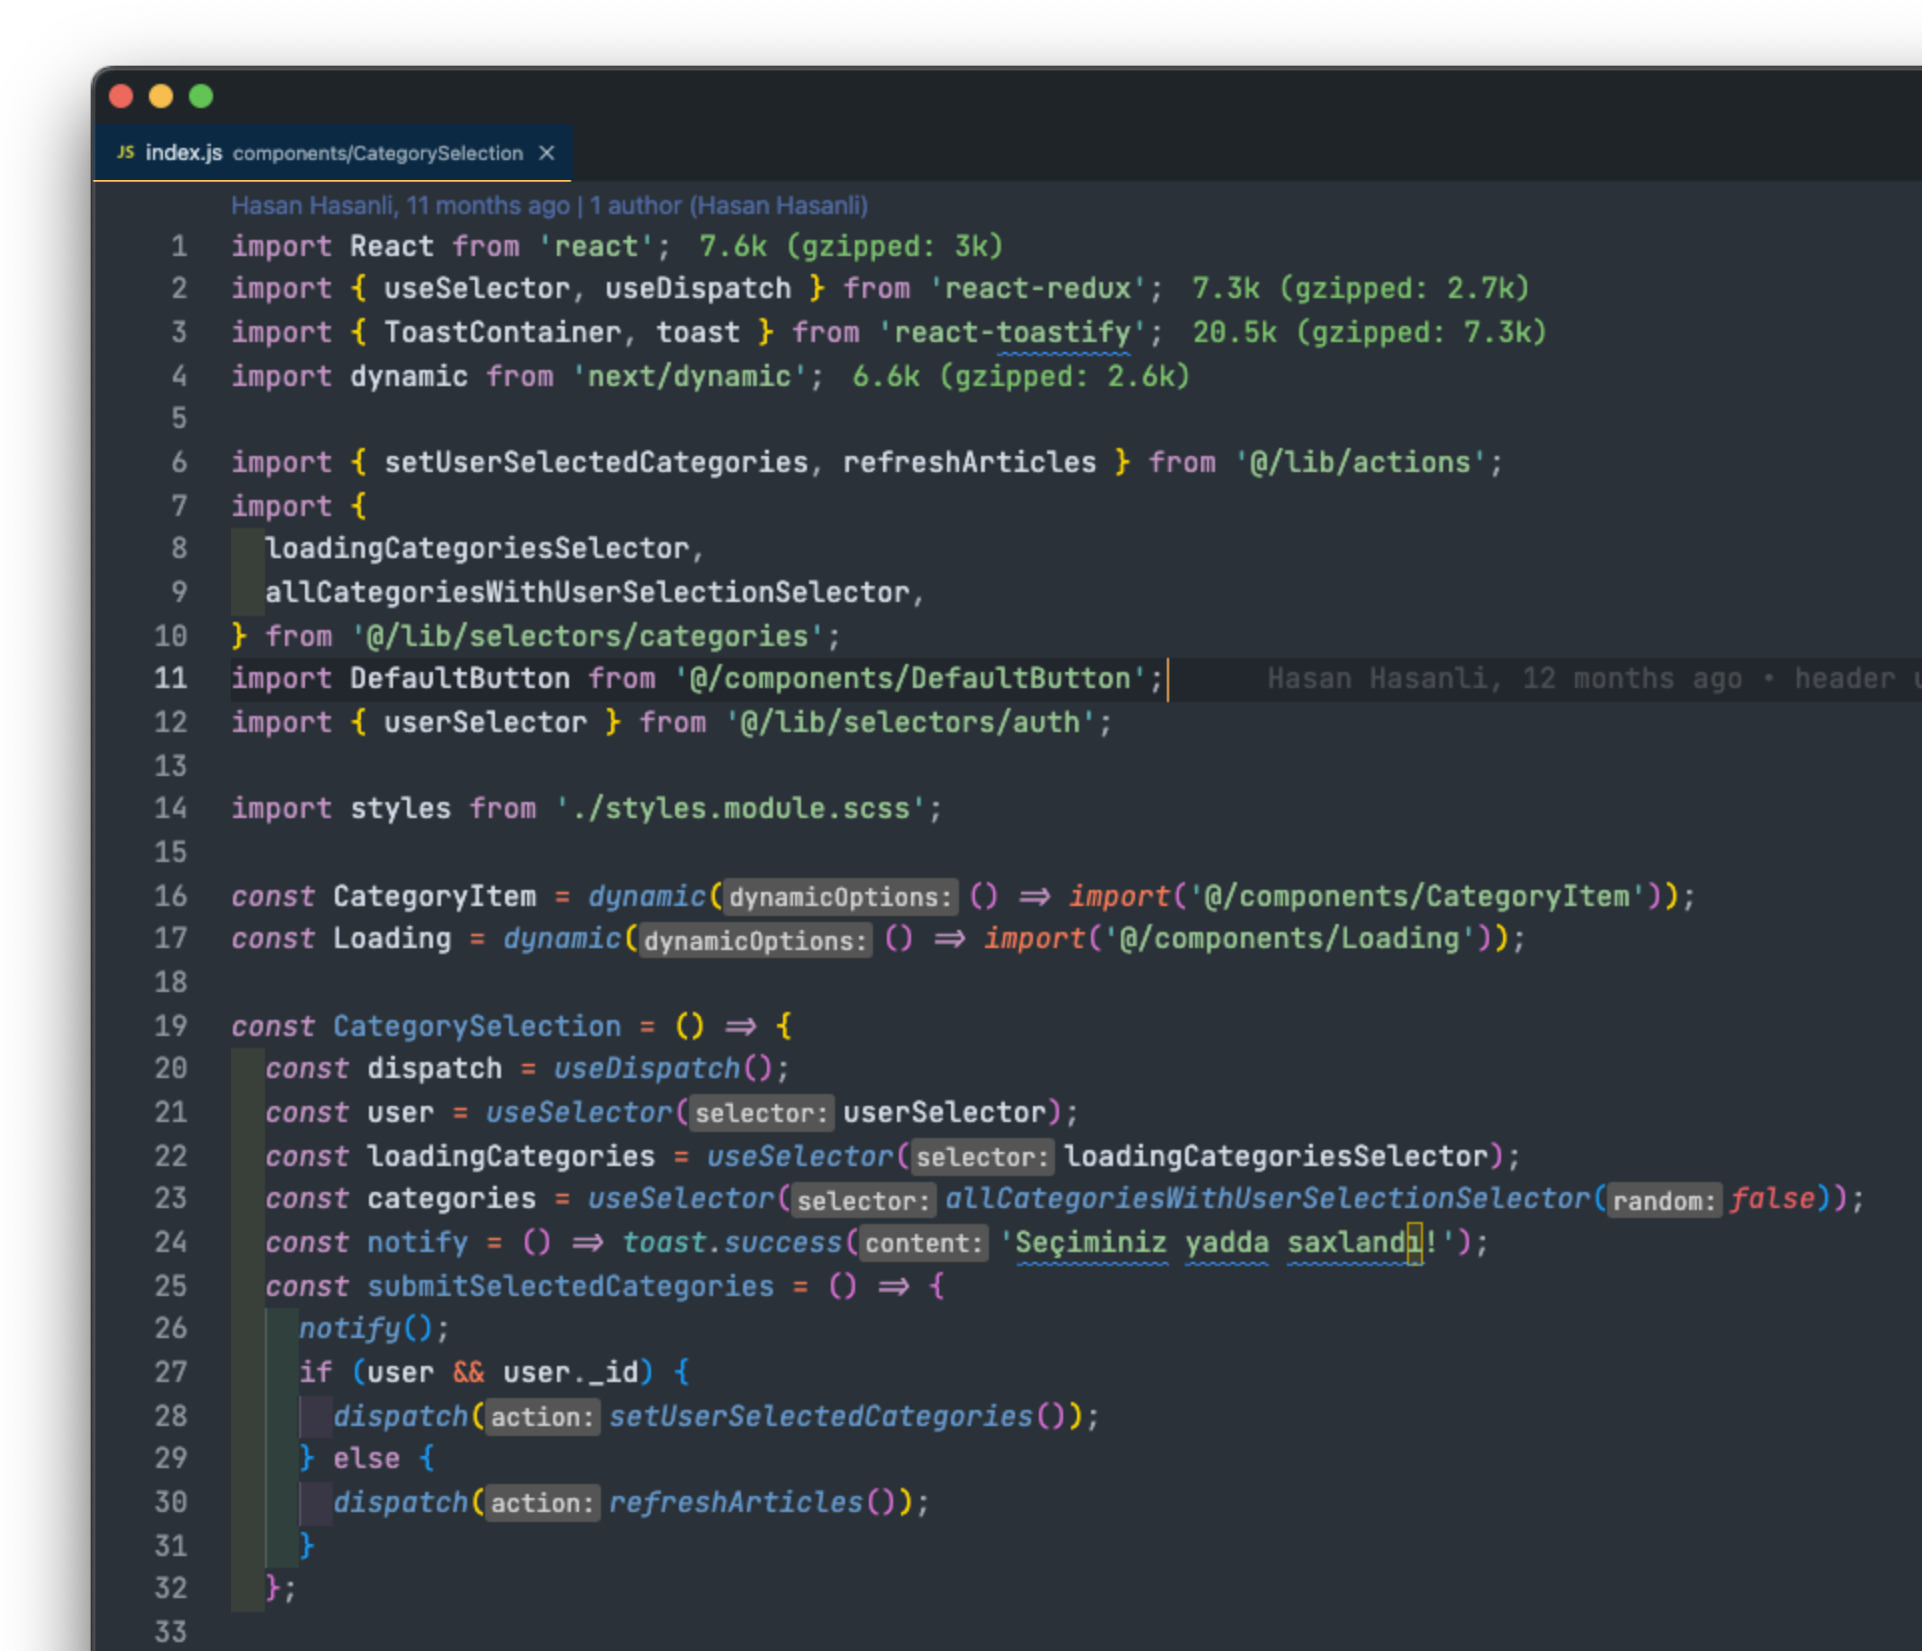 JS index.js components/CategorySelection ×
Hasan Hasanli, 11 months ago | 1 author (Hasan Hasanli)
1 import React from 'react'; 7.6k (gzipped: 3k)
2 import { useSelector, useDispatch } from 'react-redux'; 7.3k (gzipped: 2.7k)
3 import { ToastContainer, toast } from 'react-toastify'; 20.5k (gzipped: 7.3k)
4 import dynamic from 'next/dynamic'; 6.6k (gzipped: 2.6k)
5
6 import { setUserSelectedCategories, refreshArticles } from '@/lib/actions';
7 import {
8 loadingCategoriesSelector,
9 allCategoriesWithUserSelectionSelector,
10 } from '@/lib/selectors/categories';
11 import DefaultButton from '@/components/DefaultButton'; Hasan Hasanli, 12 months ago • header
12 import { userSelector } from '@/lib/selectors/auth';
13
14 import styles from './styles.module.scss';
15
16 const CategoryItem = dynamic(dynamicOptions: () ⇒ import('@/components/CategoryItem'));
17 const Loading = dynamic(dynamicOptions: () ⇒ import('@/components/Loading'));
18
19 const CategorySelection = () ⇒ {
20 const dispatch = useDispatch();
21 const user = useSelector(selector: userSelector);
22 const loadingCategories = useSelector(selector: loadingCategoriesSelector);
23 const categories = useSelector(selector: allCategoriesWithUserSelectionSelector(random: false));
24 const notify = () ⇒ toast.success(content: 'Seçiminiz yadda saxlandı!');
25 const submitSelectedCategories = () ⇒ {
26 notify();
27 if (user && user._id) {
28 dispatch(action: setUserSelectedCategories());
29 } else {
30 dispatch(action: refreshArticles());
31 }
32 };
33